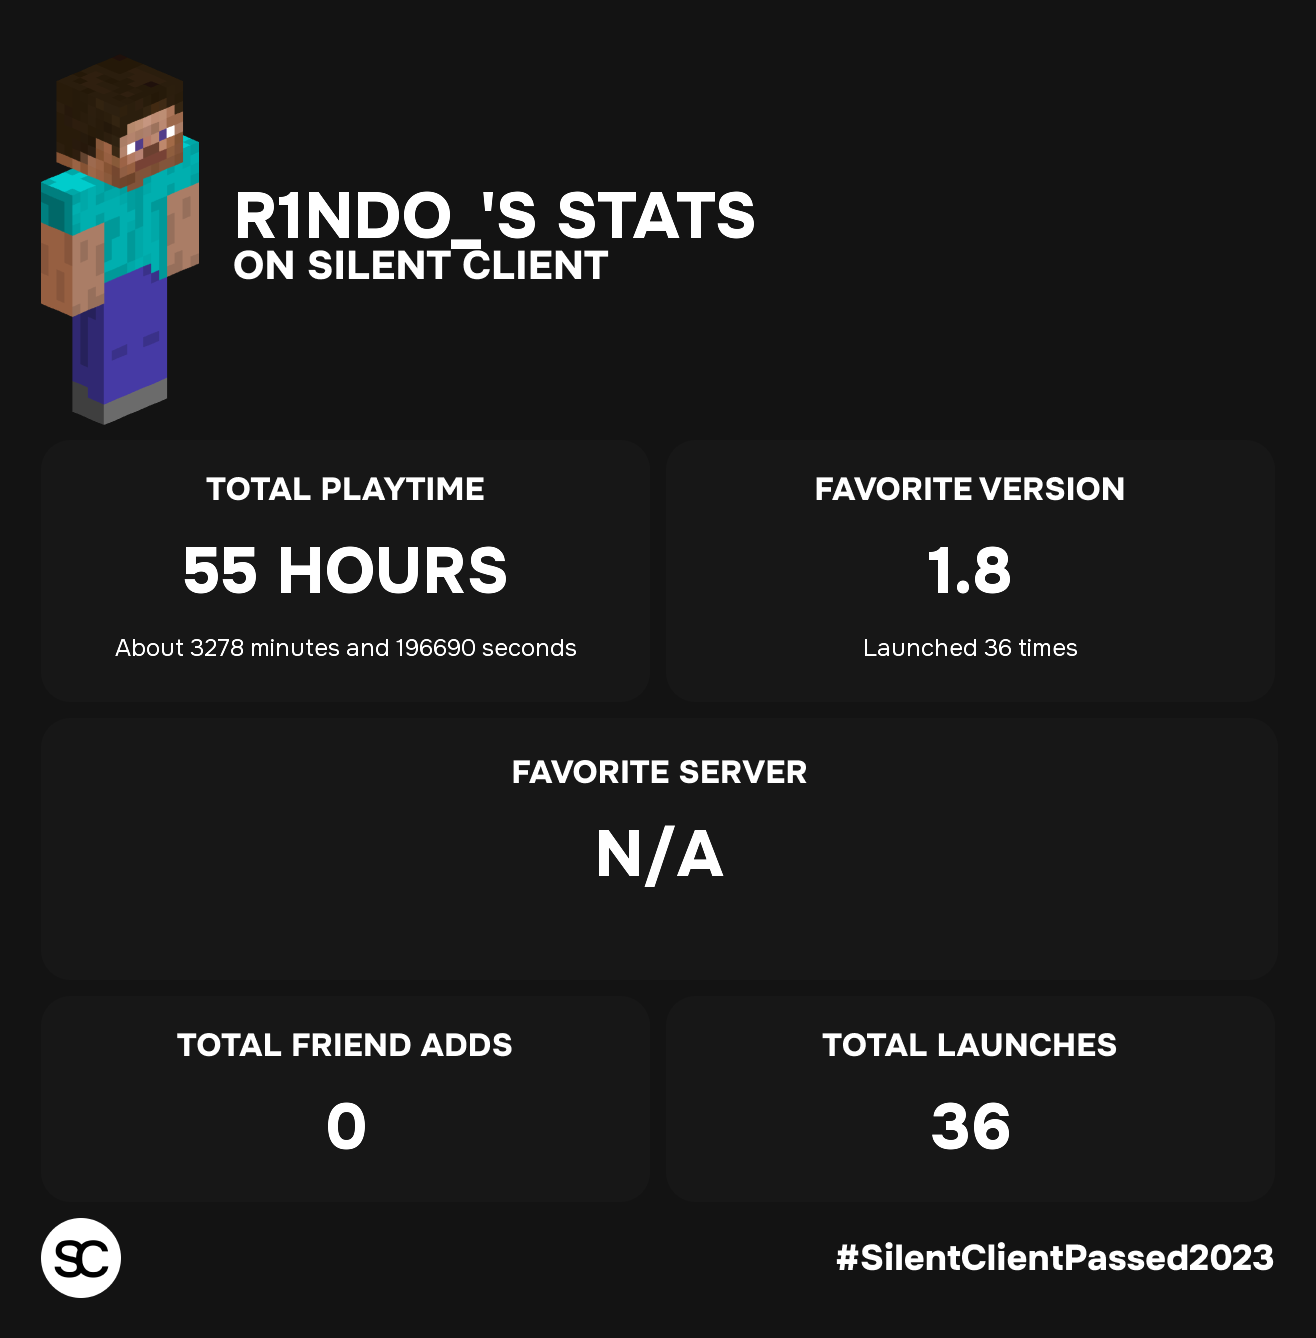 R1NDO_'S STATS
ON SILENT CLIENT
TOTAL PLAYTIME
55 HOURS
About 3278 minutes and 196690 seconds
FAVORITE VERSION
1.8
Launched 36 times
FAVORITE SERVER
N/A
TOTAL FRIEND ADDS
0
TOTAL LAUNCHES
36
SC
#SilentClientPassed2023